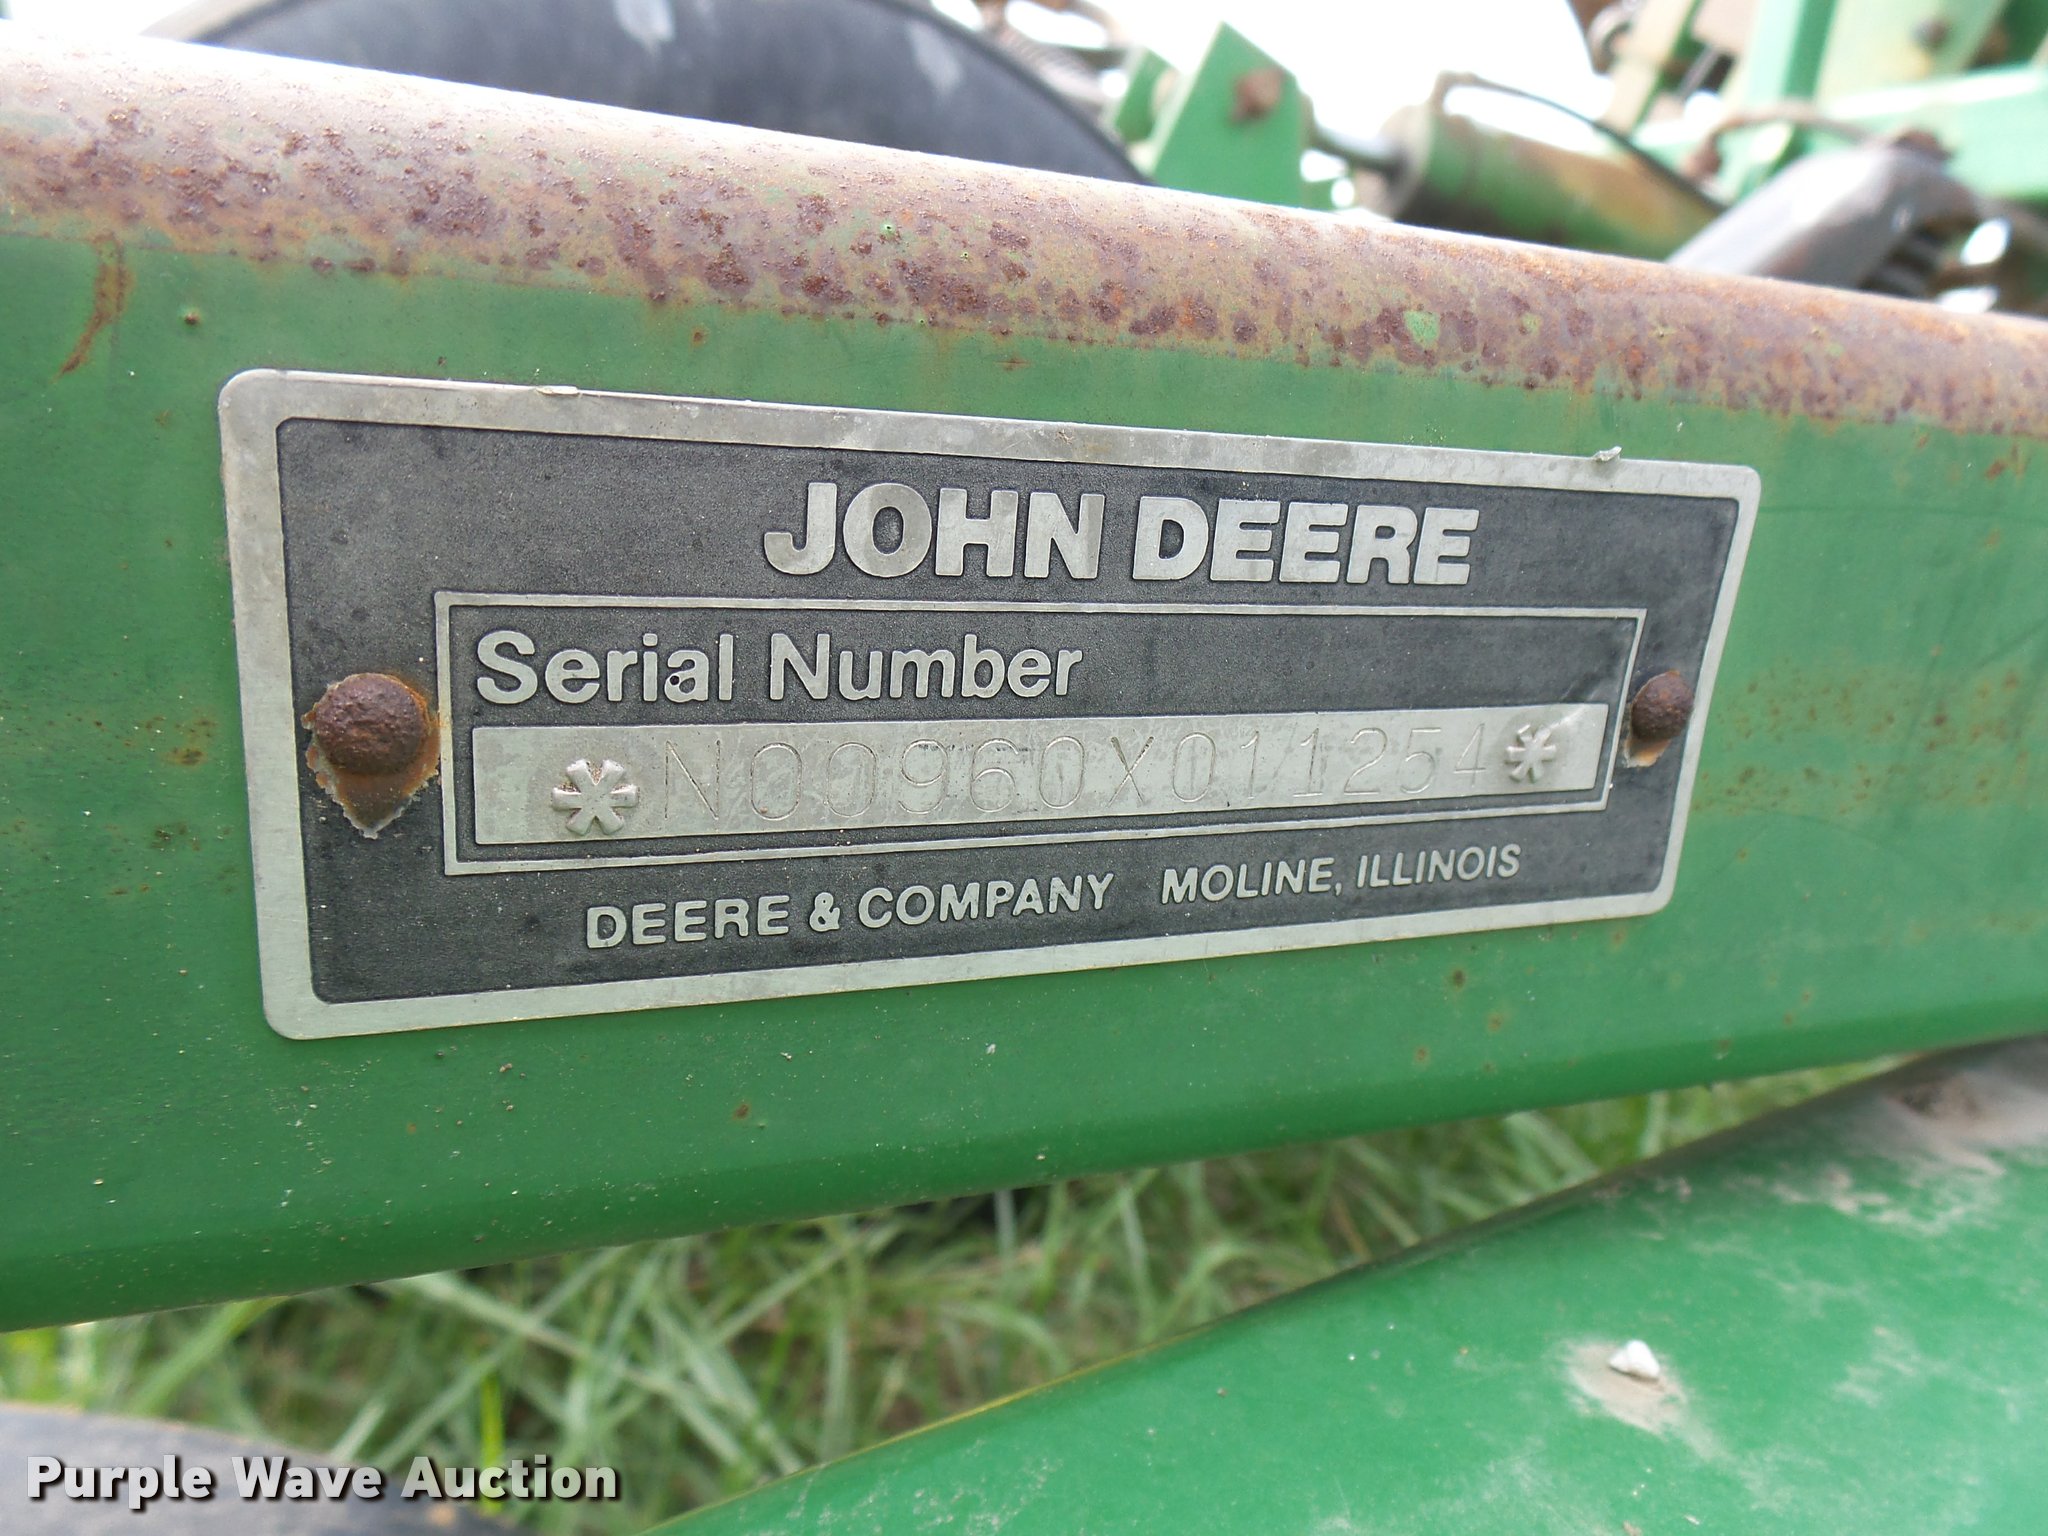 JOHN DEERE
Serial Number
*N00960X011254*
DEERE & COMPANY MOLINE, ILLINOIS
Purple Wave Auction